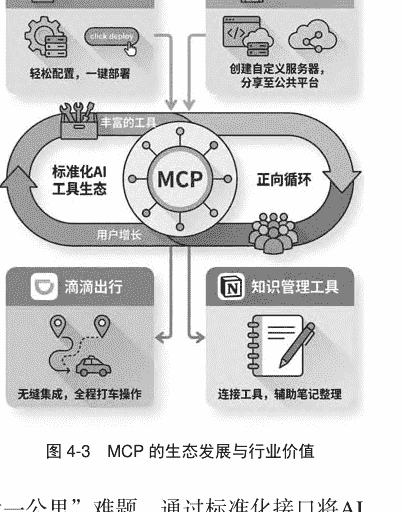 click deploy
轻松配置，一键部署
创建自定义服务器，
分享至公共平台
丰富的工具
标准化AI
工具生态
MCP
正向循环
用户增长
滴滴出行
N
知识管理工具
无缝集成，全程打车操作
连接工具，辅助笔记整理
图 4-3　MCP 的生态发展与行业价值
一公里”难题，通过标准化接口将AI